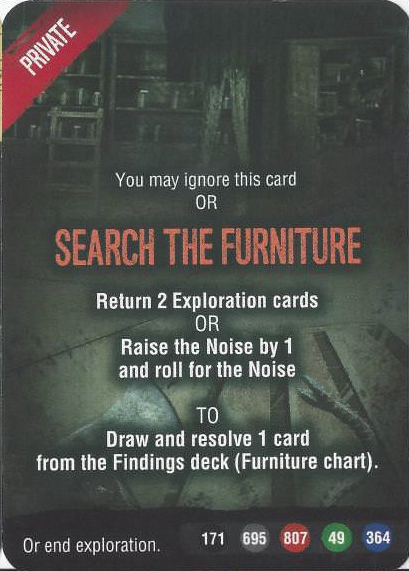 PRIVATE
You may ignore this card
OR
SEARCH THE FURNITURE
Return 2 Exploration cards
OR
Raise the Noise by 1
and roll for the Noise
TO
Draw and resolve 1 card
from the Findings deck (Furniture chart).
Or end exploration.
171 695 807 49 364